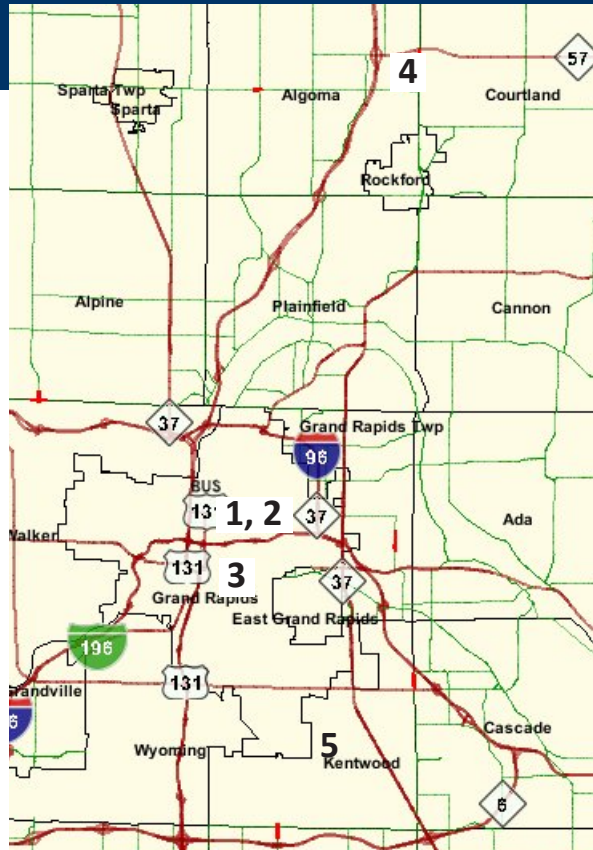 4
57
Sparta Twp
Sparta
Algoma
Courtland
Rockford
Alpine
Plainfield
Cannon
37
Grand Rapids Twp
96
BUS
131
1, 2
37
Ada
Walker
131
3
37
Grand Rapids
East Grand Rapids
196
131
Grandville
6
Cascade
Wyoming
5
Kentwood
6